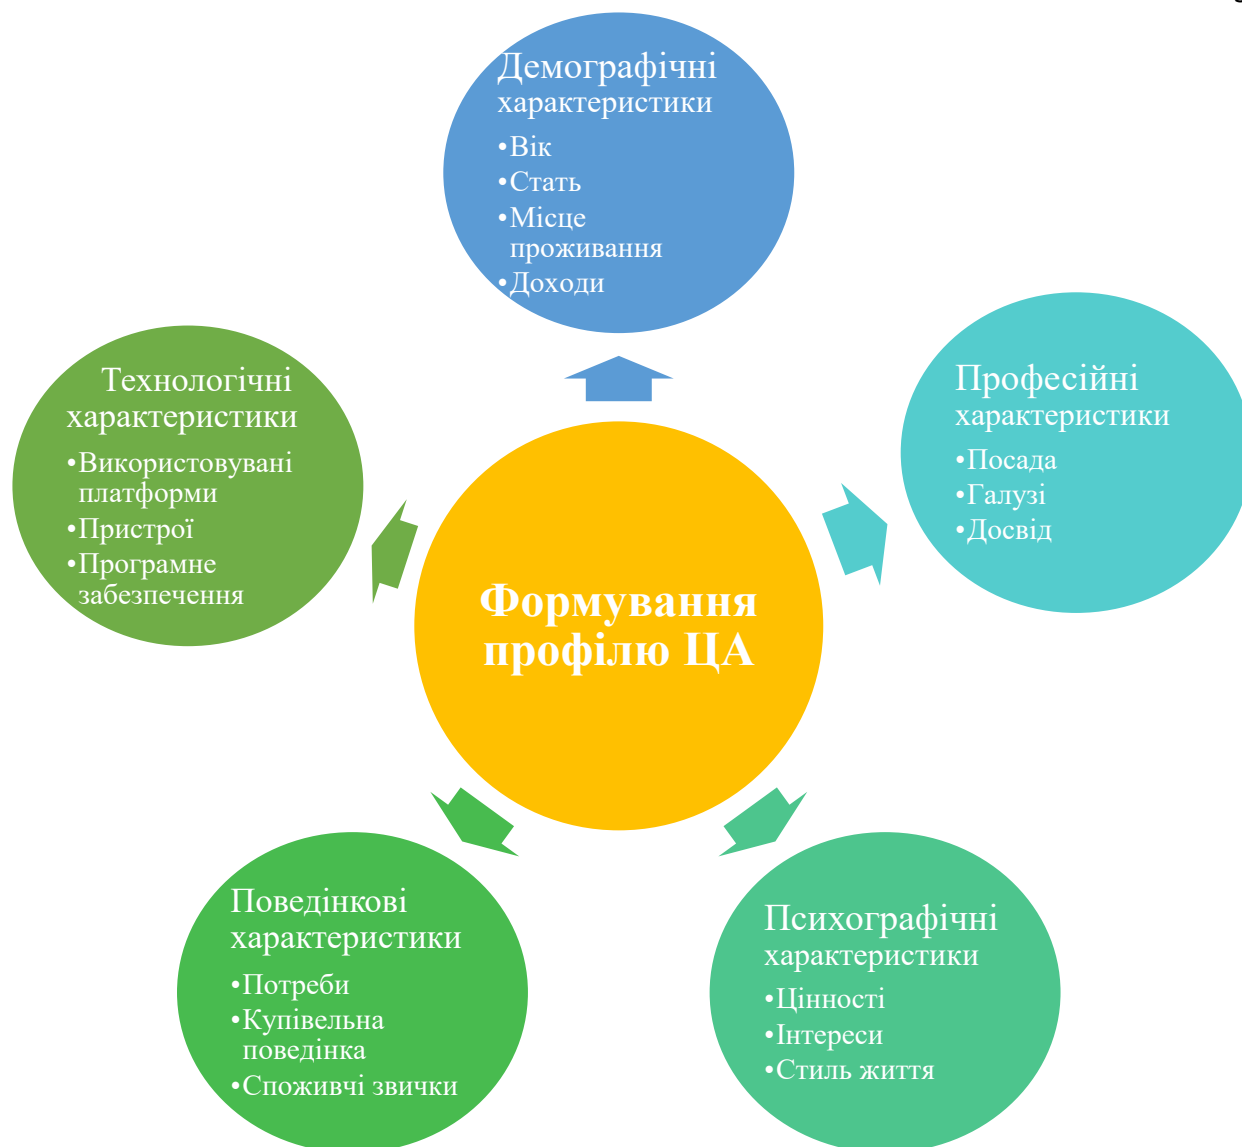 Демографічні
характеристики
•Вік
•Стать
•Місце
проживання
•Доходи
Професійні
характеристики
•Посада
•Галузі
•Досвід
Психографічні
характеристики
•Цінності
•Інтереси
•Стиль життя
Поведінкові
характеристики
•Потреби
•Купівельна
поведінка
•Споживчі звички
Технологічні
характеристики
•Використовувані
платформи
•Пристрої
•Програмне
забезпечення
Формування
профілю ЦА